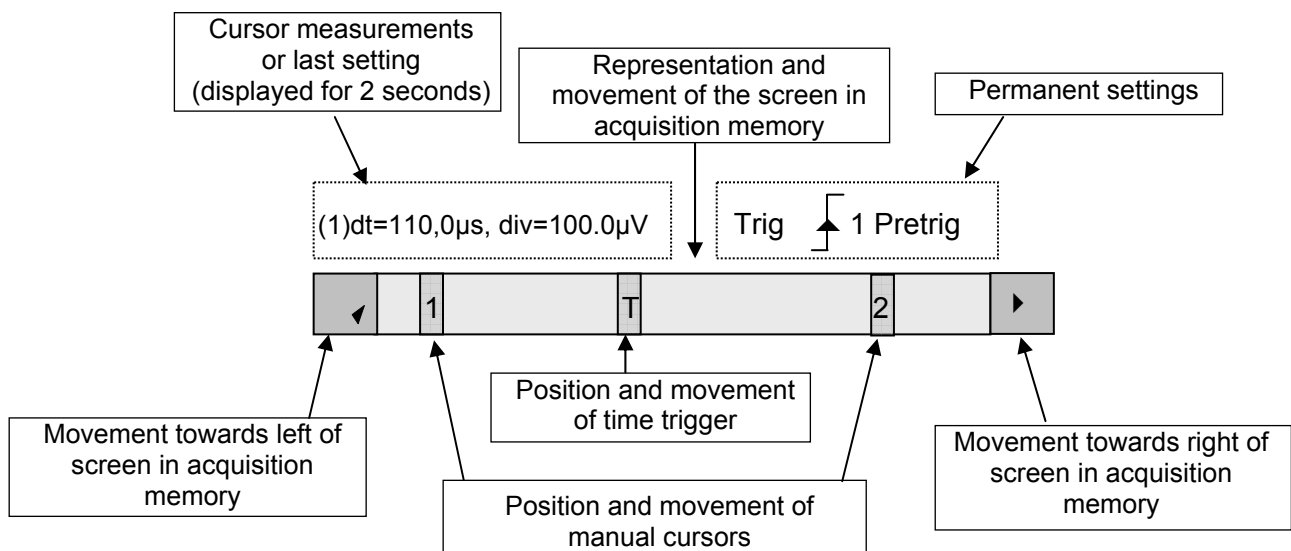 Cursor measurements
or last setting
(displayed for 2 seconds)
Representation and
movement of the screen in
acquisition memory
Permanent settings
(1)dt=110,0µs, div=100.0µV
Trig 1 Pretrig
1 T 2
Position and movement
of time trigger
Movement towards left of
screen in acquisition
memory
Position and movement of
manual cursors
Movement towards right of
screen in acquisition
memory